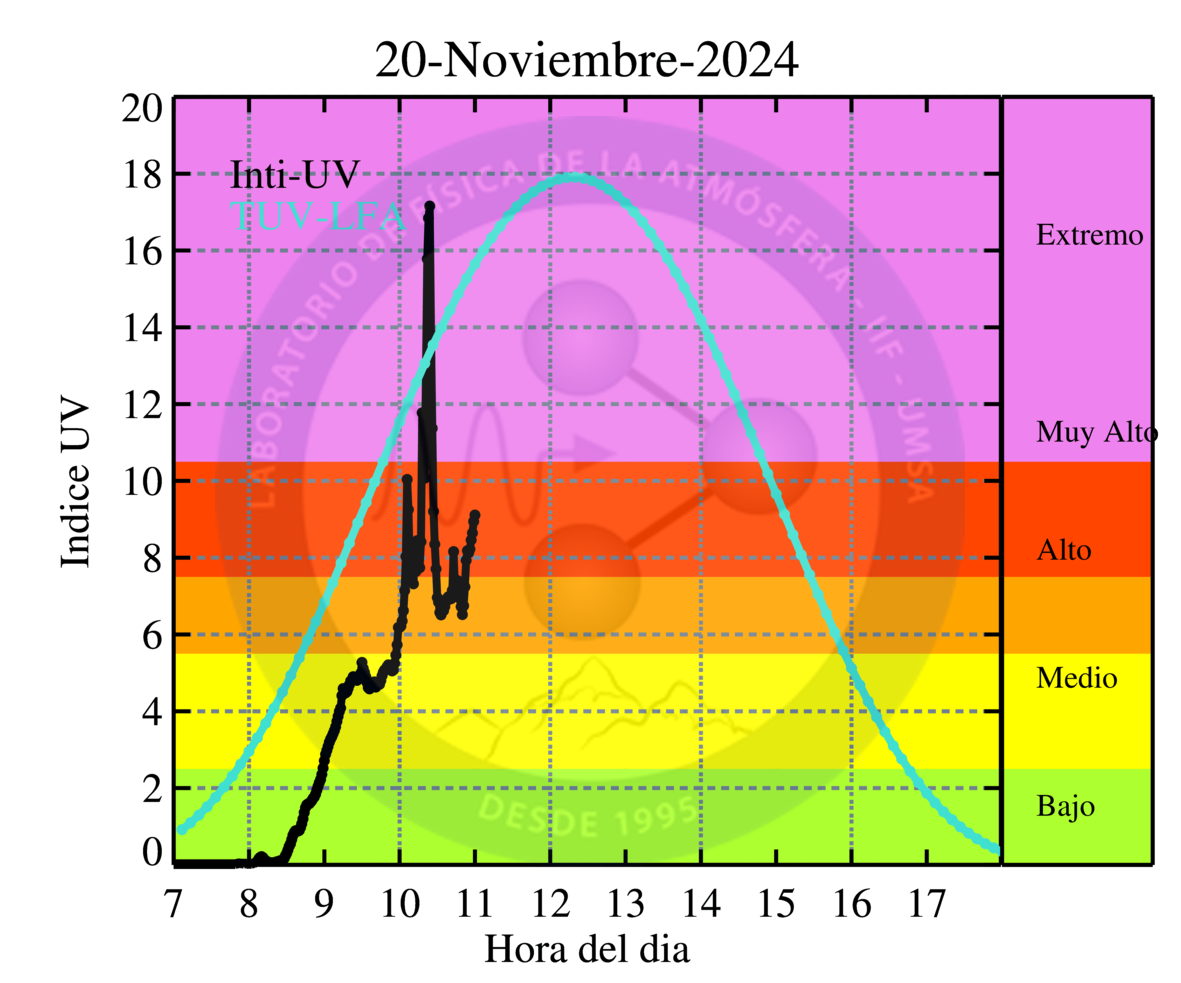 20-Noviembre-2024
Inti-UV
TUV-LFA
LABORATORIO DE FÍSICA DE LA ATMÓSFERA - IIF - UMSA
DESDE 1995
Indice UV
20
18
16
14
12
10
8
6
4
2
0
Extremo
Muy Alto
Alto
Medio
Bajo
7 8 9 10 11 12 13 14 15 16 17
Hora del dia